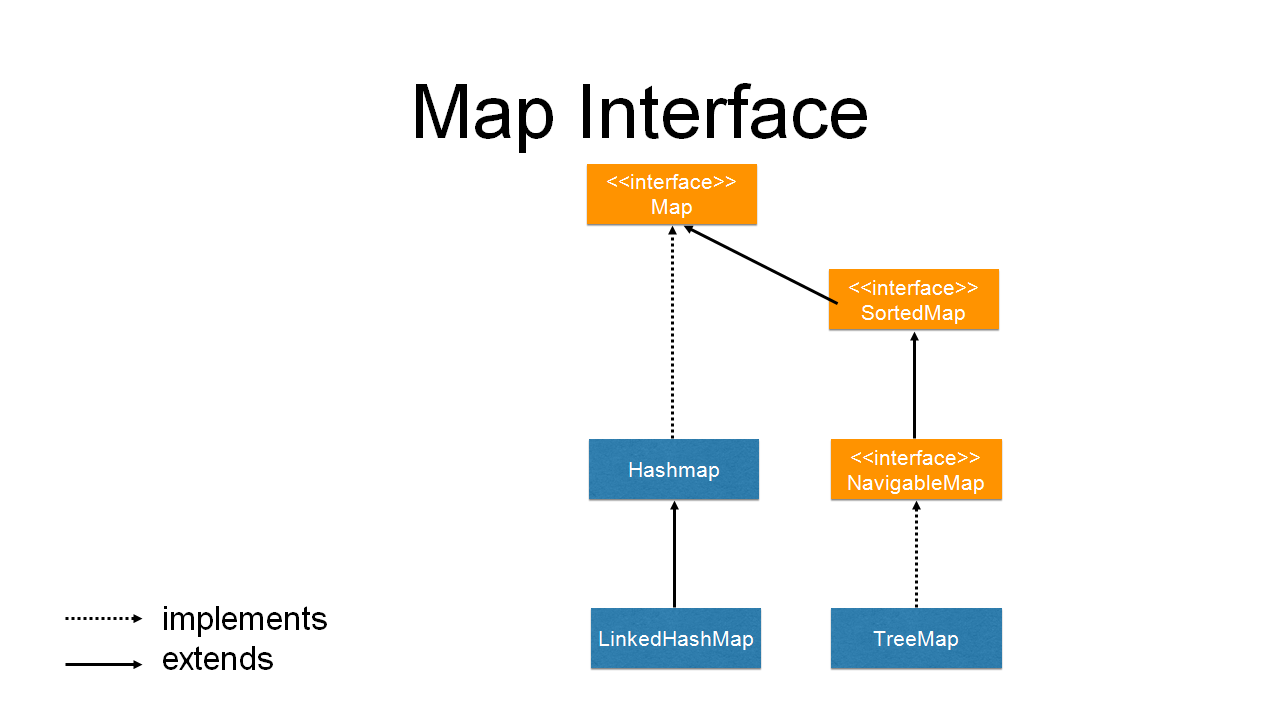 Map Interface
<<interface>>
Map
<<interface>>
SortedMap
Hashmap
<<interface>>
NavigableMap
LinkedHashMap
TreeMap
implements
extends